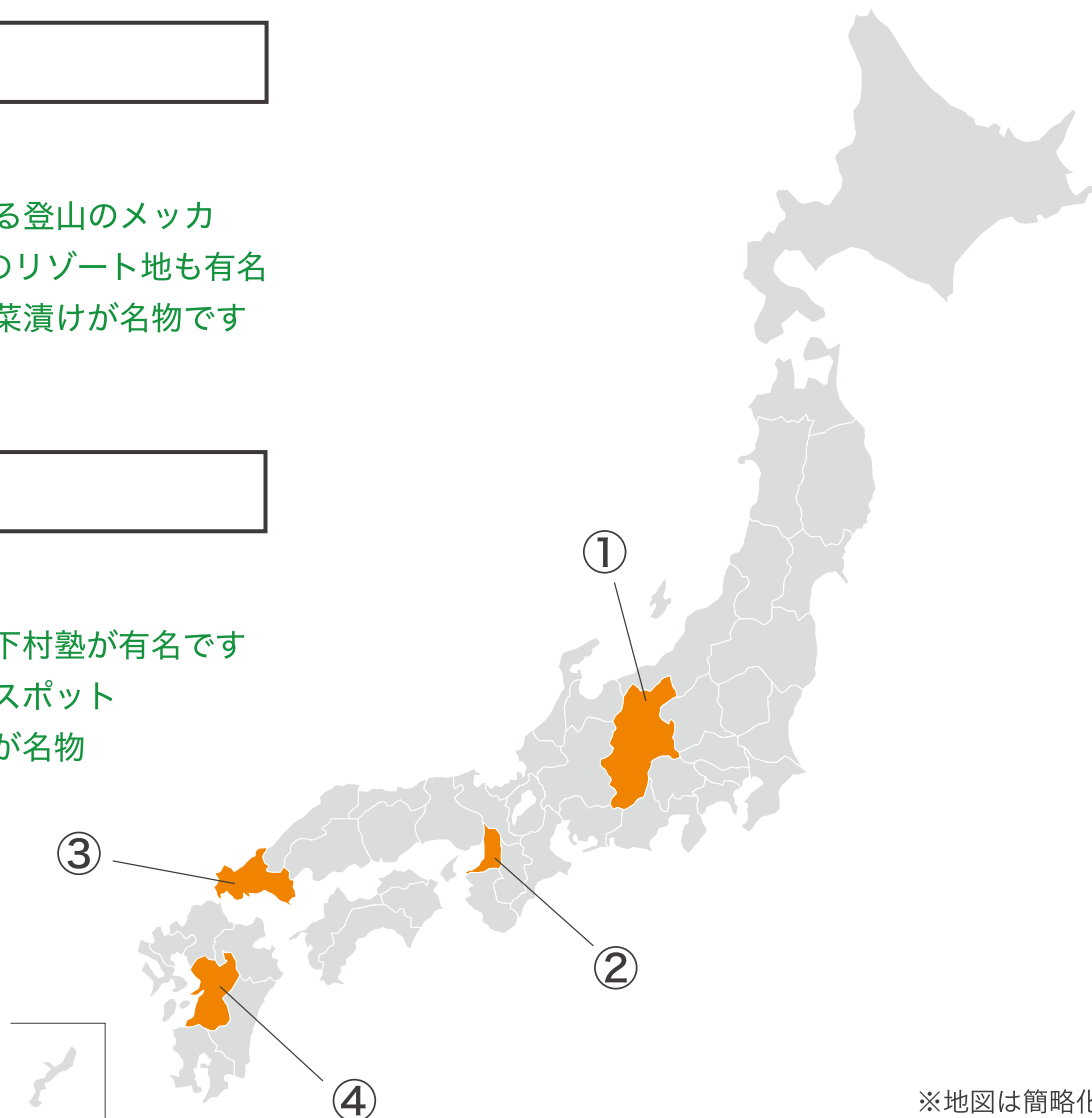 る登山のメッカ
のリゾート地も有名
菜漬けが名物です
①
下村塾が有名です
スポット
が名物
③
②
④
※地図は簡略化